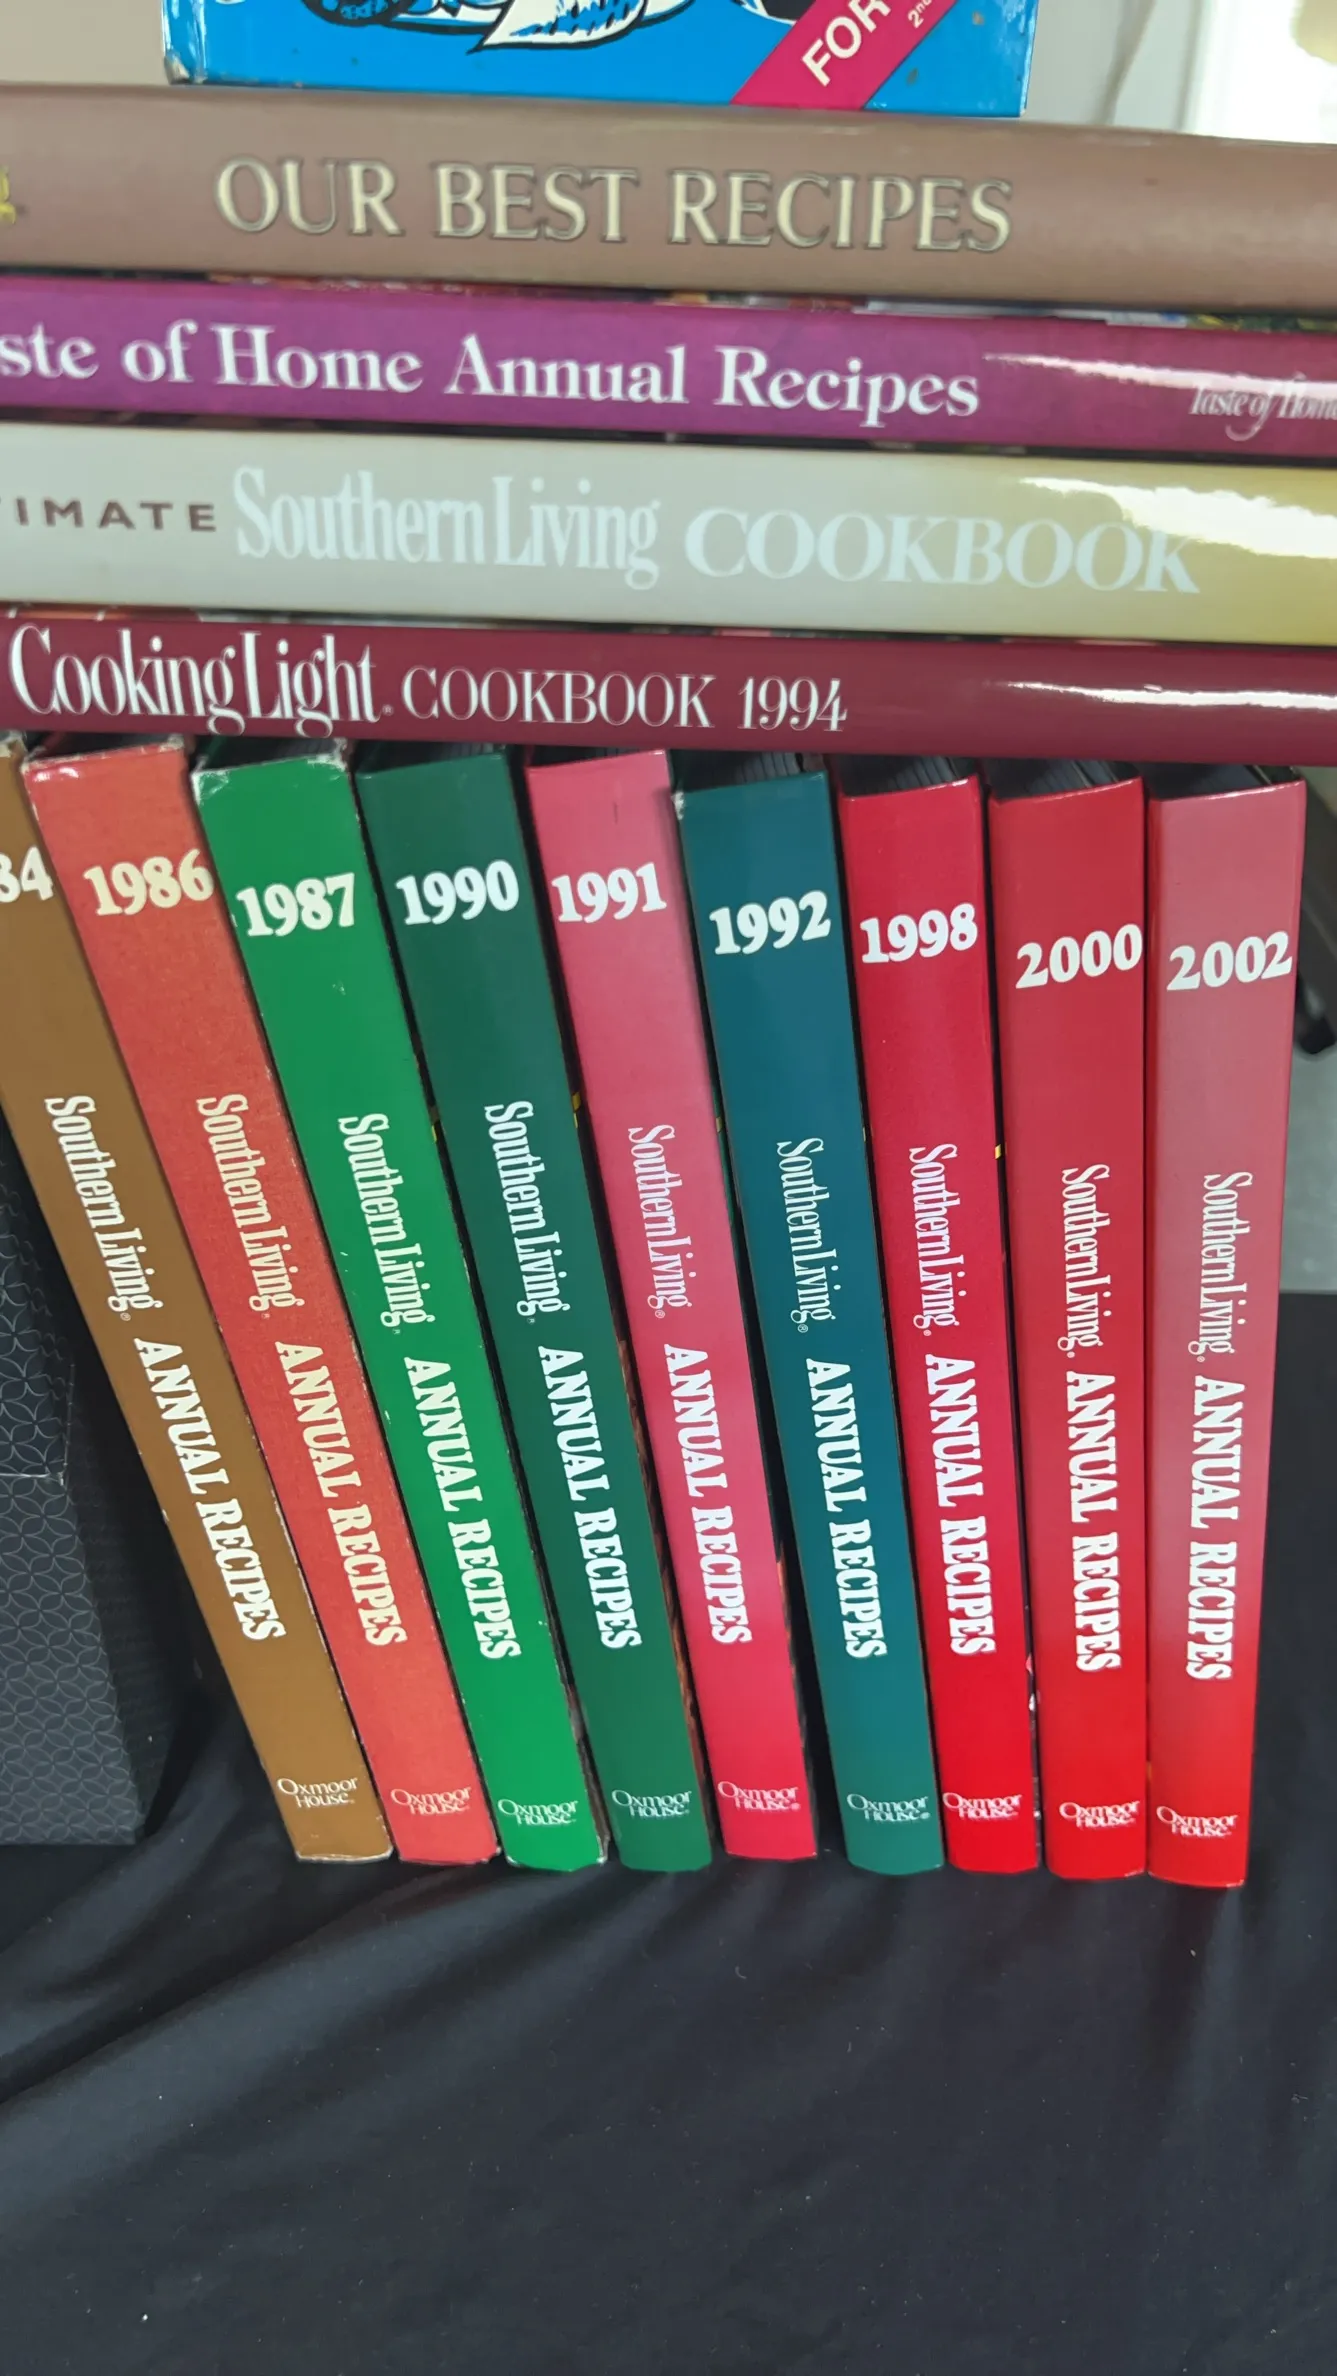 FOR
2nd
OUR BEST RECIPES
ste of Home Annual Recipes
Taste of Hom
TIMATE Southern Living COOKBOOK
Cooking Light. COOKBOOK 1994
84
Southern Living® ANNUAL RECIPES
Oxmoor
House®
1986
Southern Living® ANNUAL RECIPES
Oxmoor
House®
1987
Southern Living® ANNUAL RECIPES
Oxmoor
House®
1990
Southern Living® ANNUAL RECIPES
Oxmoor
House®
1991
Southern Living® ANNUAL RECIPES
Oxmoor
House®
1992
Southern Living® ANNUAL RECIPES
Oxmoor
House®
1998
Southern Living® ANNUAL RECIPES
Oxmoor
House®
2000
Southern Living® ANNUAL RECIPES
Oxmoor
House®
2002
Southern Living® ANNUAL RECIPES
Oxmoor
House®